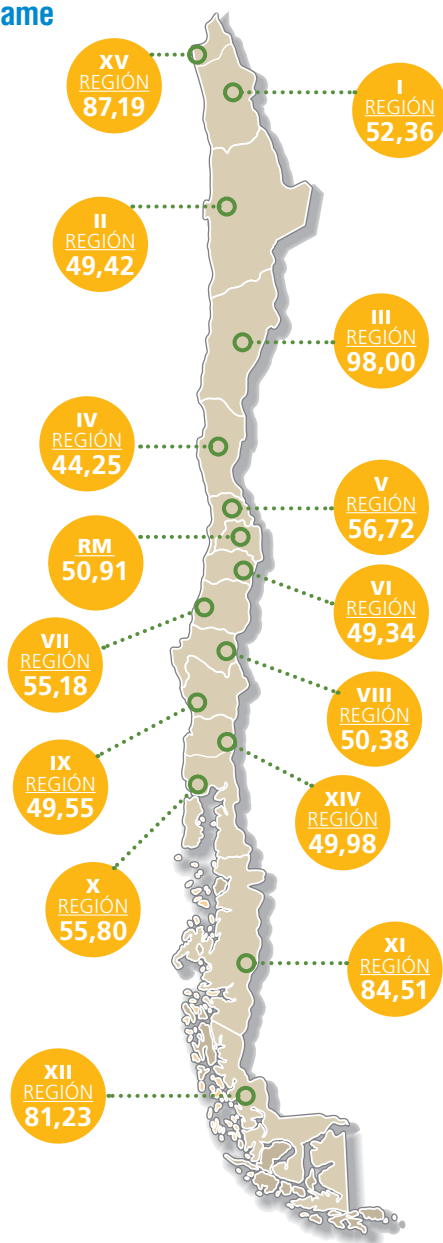 ame
XV
REGIÓN
87,19
I
REGIÓN
52,36
II
REGIÓN
49,42
III
REGIÓN
98,00
IV
REGIÓN
44,25
V
REGIÓN
56,72
RM
50,91
VI
REGIÓN
49,34
VII
REGIÓN
55,18
VIII
REGIÓN
50,38
IX
REGIÓN
49,55
XIV
REGIÓN
49,98
X
REGIÓN
55,80
XI
REGIÓN
84,51
XII
REGIÓN
81,23